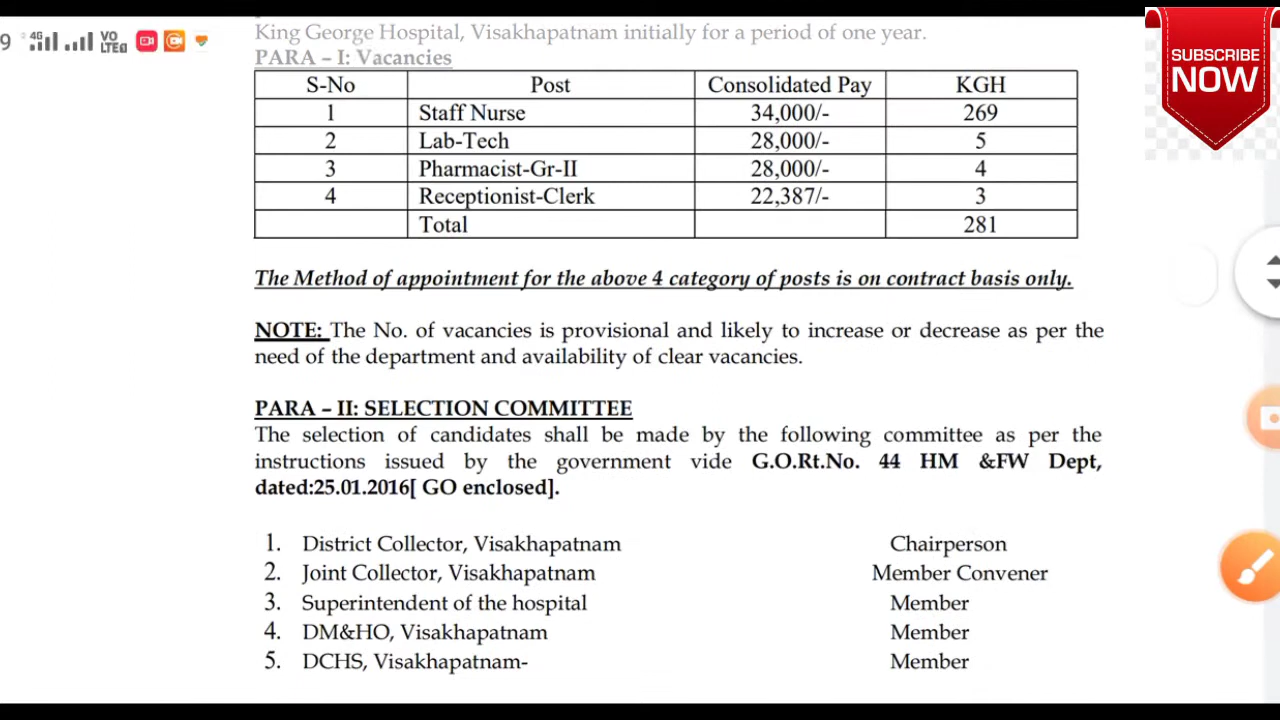 9 4G VO LTE
SUBSCRIBE
NOW
King George Hospital, Visakhapatnam initially for a period of one year.
PARA – I: Vacancies
S-No Post Consolidated Pay KGH
1 Staff Nurse 34,000/- 269
2 Lab-Tech 28,000/- 5
3 Pharmacist-Gr-II 28,000/- 4
4 Receptionist-Clerk 22,387/- 3
Total 281
The Method of appointment for the above 4 category of posts is on contract basis only.
NOTE: The No. of vacancies is provisional and likely to increase or decrease as per the
need of the department and availability of clear vacancies.
PARA – II: SELECTION COMMITTEE
The selection of candidates shall be made by the following committee as per the
instructions issued by the government vide G.O.Rt.No. 44 HM &FW Dept,
dated:25.01.2016[ GO enclosed].
1. District Collector, Visakhapatnam Chairperson
2. Joint Collector, Visakhapatnam Member Convener
3. Superintendent of the hospital Member
4. DM&HO, Visakhapatnam Member
5. DCHS, Visakhapatnam- Member